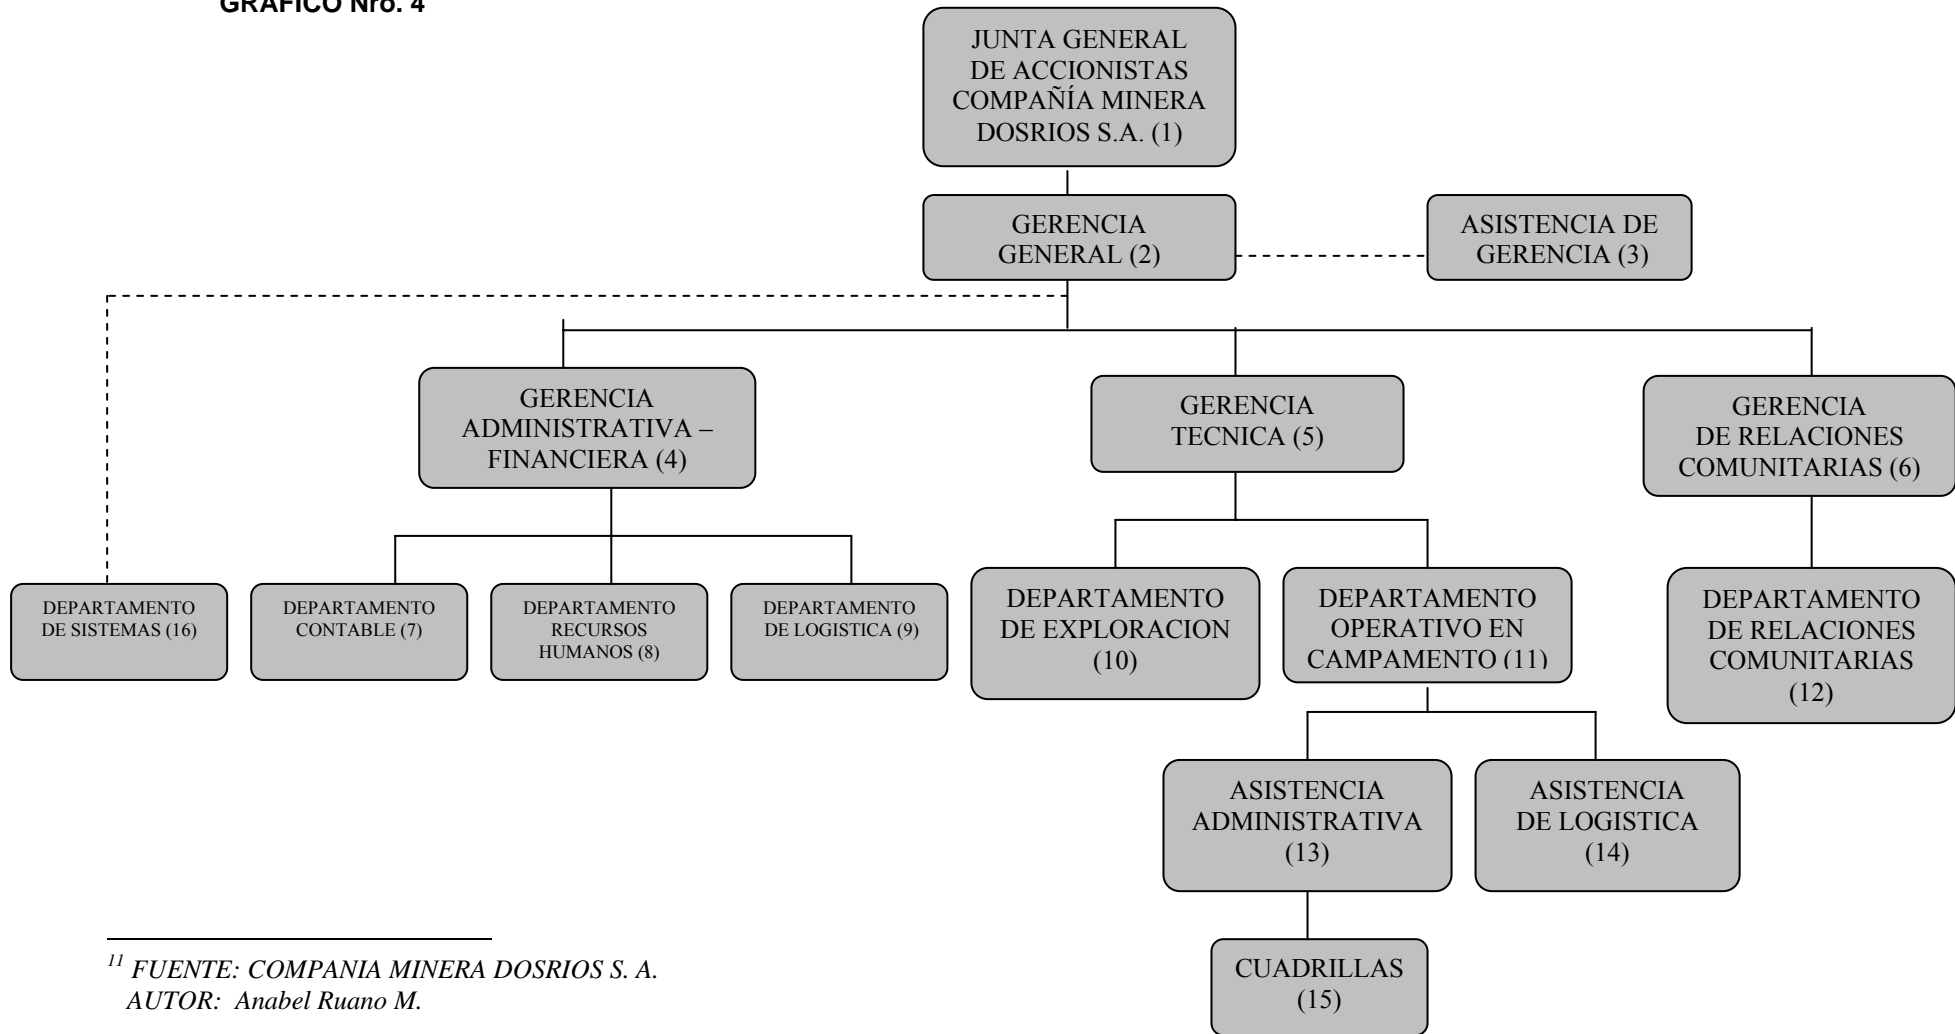 GRAFICO Nro. 4
JUNTA GENERAL
DE ACCIONISTAS
COMPAÑÍA MINERA
DOSRIOS S.A. (1)
GERENCIA
GENERAL (2)
ASISTENCIA DE
GERENCIA (3)
GERENCIA
ADMINISTRATIVA –
FINANCIERA (4)
GERENCIA
TECNICA (5)
GERENCIA
DE RELACIONES
COMUNITARIAS (6)
DEPARTAMENTO
DE SISTEMAS (16)
DEPARTAMENTO
CONTABLE (7)
DEPARTAMENTO
RECURSOS
HUMANOS (8)
DEPARTAMENTO
DE LOGISTICA (9)
DEPARTAMENTO
DE EXPLORACION
(10)
DEPARTAMENTO
OPERATIVO EN
CAMPAMENTO (11)
DEPARTAMENTO
DE RELACIONES
COMUNITARIAS
(12)
ASISTENCIA
ADMINISTRATIVA
(13)
ASISTENCIA
DE LOGISTICA
(14)
CUADRILLAS
(15)
11 FUENTE: COMPANIA MINERA DOSRIOS S. A.
AUTOR: Anabel Ruano M.